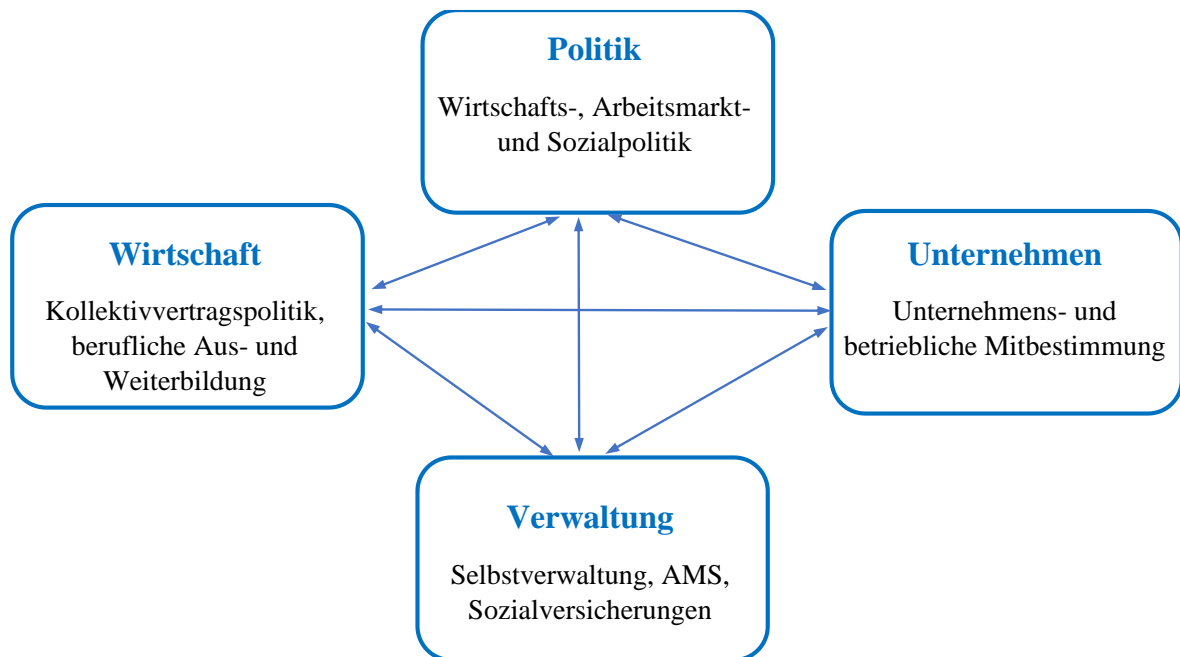 Politik
Wirtschafts-, Arbeitsmarkt-
und Sozialpolitik
Wirtschaft
Kollektivvertragspolitik,
berufliche Aus- und
Weiterbildung
Unternehmen
Unternehmens- und
betriebliche Mitbestimmung
Verwaltung
Selbstverwaltung, AMS,
Sozialversicherungen